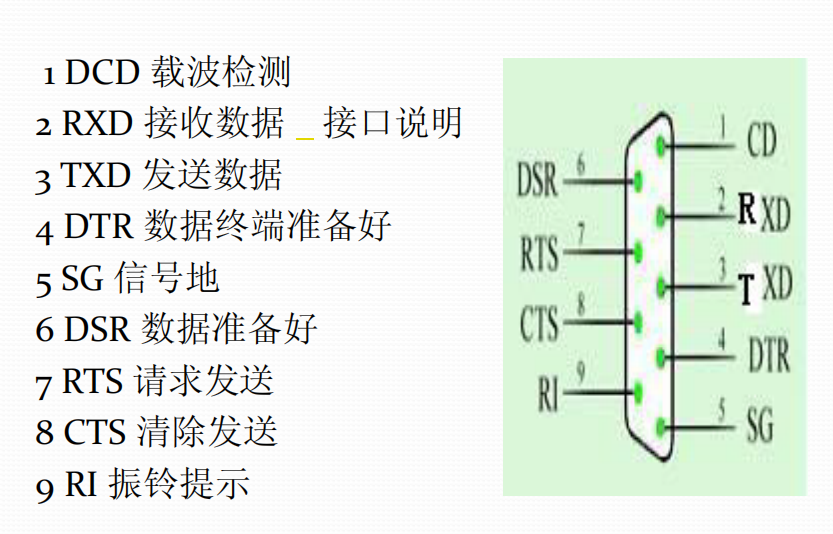 1 DCD 载波检测
2 RXD 接收数据 _ 接口说明
3 TXD 发送数据
4 DTR 数据终端准备好
5 SG 信号地
6 DSR 数据准备好
7 RTS 请求发送
8 CTS 清除发送
9 RI 振铃提示
1 CD
DSR 6
2 RXD
RTS 7
3 TXD
CTS 8
4 DTR
RI 9
5 SG